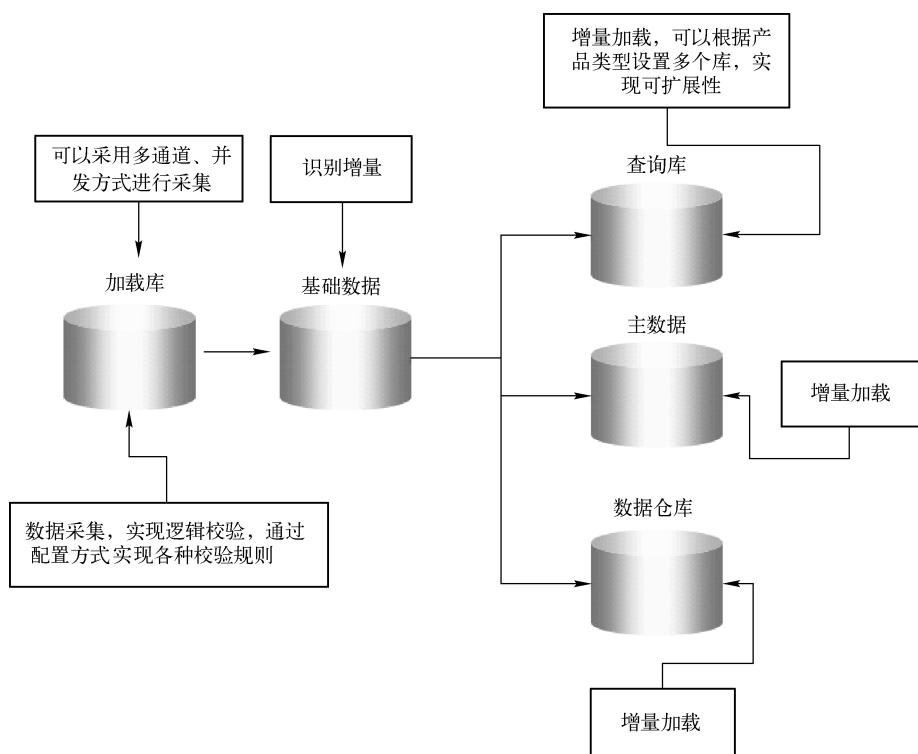 增量加载，可以根据产
品类型设置多个库，实
现可扩展性
可以采用多通道、并
发方式进行采集
识别增量
查询库
加载库
基础数据
主数据
增量加载
数据采集，实现逻辑校验，通过
配置方式实现各种校验规则
数据仓库
增量加载